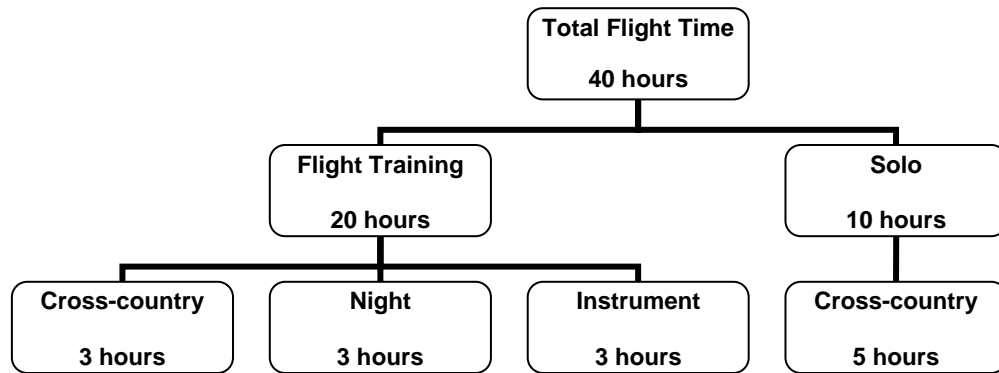 Total Flight Time
40 hours
Flight Training
20 hours
Solo
10 hours
Cross-country
3 hours
Night
3 hours
Instrument
3 hours
Cross-country
5 hours